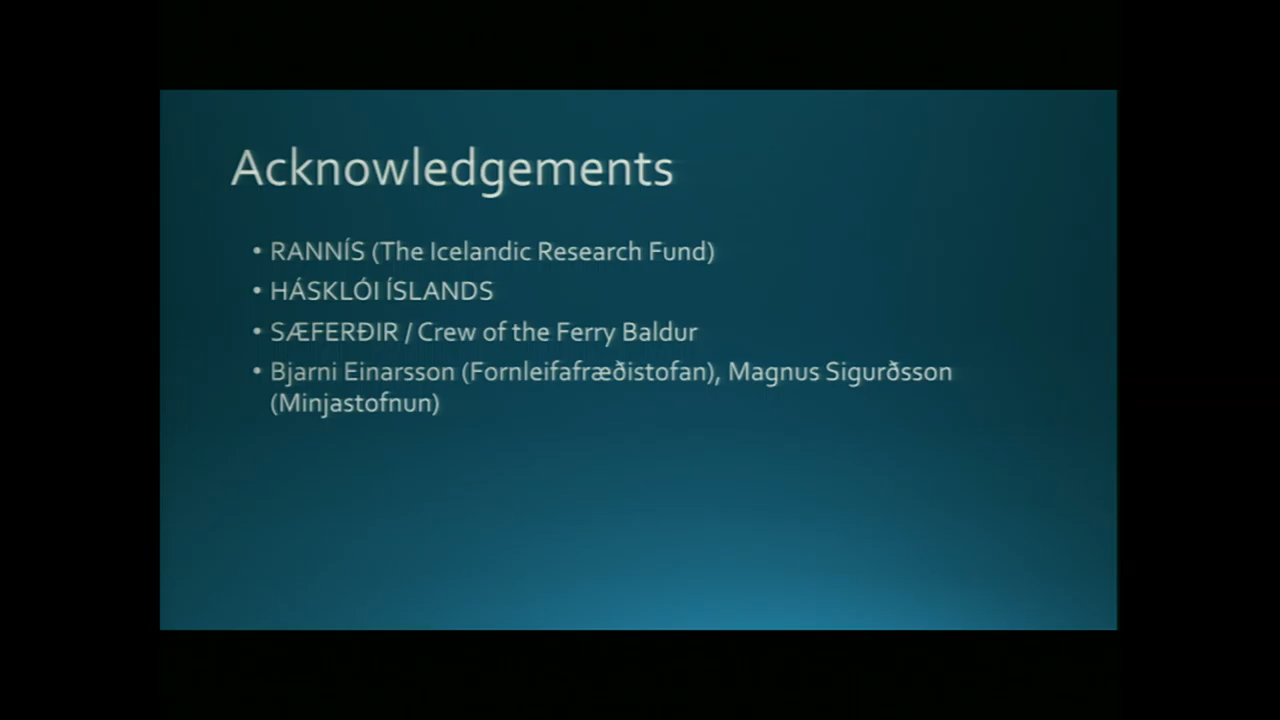 Acknowledgements
• RANNÍS (The Icelandic Research Fund)
• HÁSKLÓI ÍSLANDS
• SÆFERÐIR / Crew of the Ferry Baldur
• Bjarni Einarsson (Fornleifafræðistofan), Magnus Sigurðsson
(Minjastofnun)